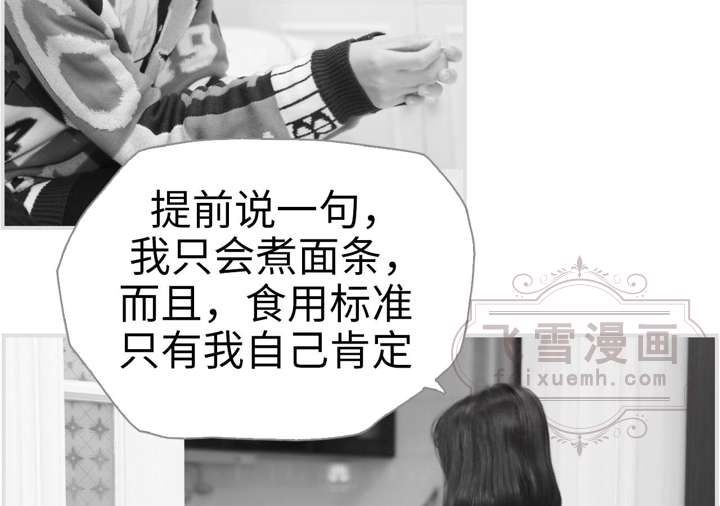 提前说一句，
我只会煮面条，
而且，食用标准
只有我自己肯定
飞雪漫画
feixuemh.com